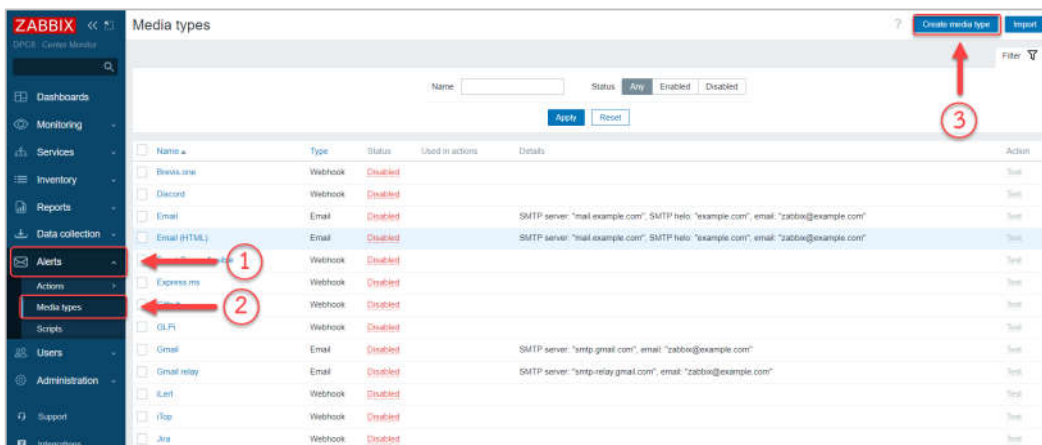 ZABBIX
Media types
?
Create media type
Import
Filter
Name
Status
Any
Enabled
Disabled
Apply
Reset
3
Dashboards
Monitoring
Services
Inventory
Reports
Data collection
Alerts
1
Actions
Media types
2
Scripts
Users
Administration
Support
Integrations
Name Type Status Used in actions Details Action
Brevis.one Webhook Disabled Test
Discord Webhook Disabled Test
Email Email Disabled SMTP server: "mail.example.com", SMTP helo: "example.com", email: "zabbix@example.com" Test
Email (HTML) Email Disabled SMTP server: "mail.example.com", SMTP helo: "example.com", email: "zabbix@example.com" Test
Webhook Disabled Test
Express.ms Webhook Disabled Test
Webhook Disabled Test
GLPi Webhook Disabled Test
Gmail Email Disabled SMTP server: "smtp.gmail.com", email: "zabbix@example.com" Test
Gmail relay Email Disabled SMTP server: "smtp-relay.gmail.com", email: "zabbix@example.com" Test
iLert Webhook Disabled Test
iTop Webhook Disabled Test
Jira Webhook Disabled Test